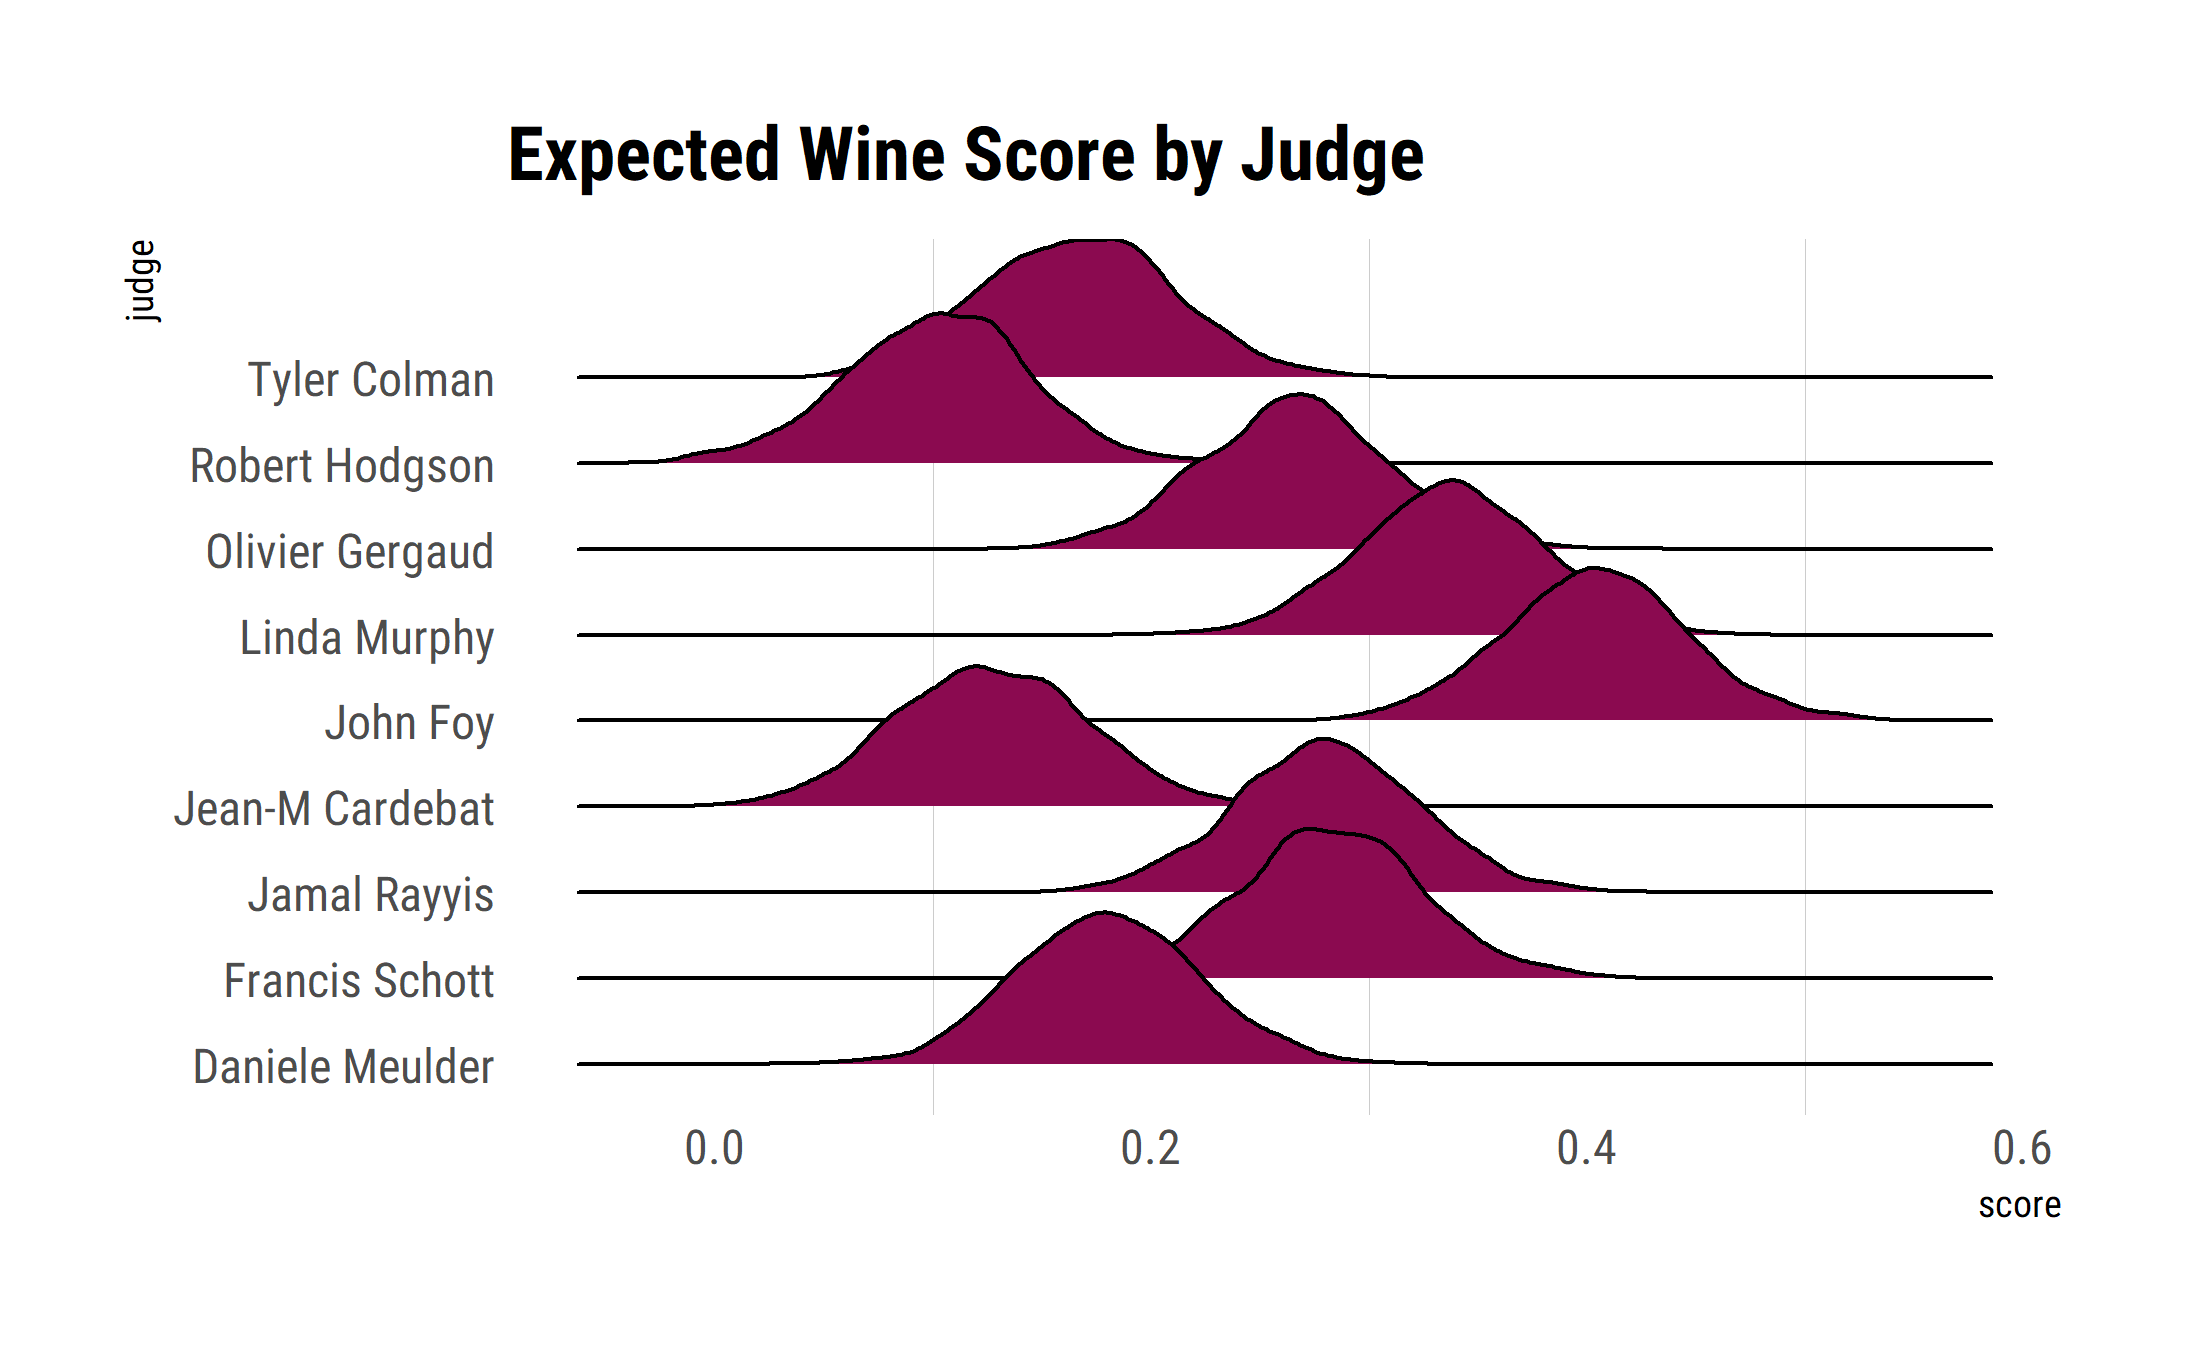 Expected Wine Score by Judge
judge
Tyler Colman
Robert Hodgson
Olivier Gergaud
Linda Murphy
John Foy
Jean-M Cardebat
Jamal Rayyis
Francis Schott
Daniele Meulder
0.0 0.2 0.4 0.6
score